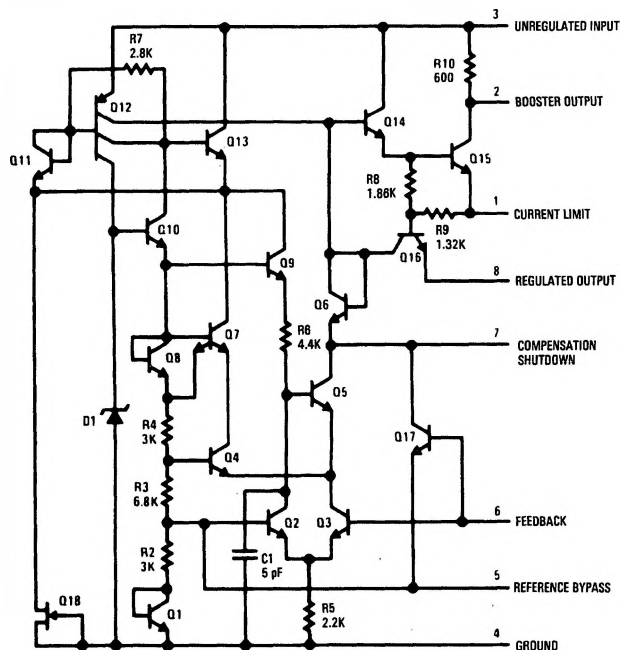 3 UNREGULATED INPUT
R7
2.8K
R10
600
Q12
2 BOOSTER OUTPUT
Q14
Q11
Q13
Q15
R8
1.86K
1 CURRENT LIMIT
R9
1.32K
Q10
Q16
Q9
8 REGULATED OUTPUT
Q6
R6
4.4K
7 COMPENSATION SHUTDOWN
Q7
Q8
Q5
D1
R4
3K
Q17
Q4
R3
6.8K
6 FEEDBACK
Q2
Q3
R2
3K
C1
5 pF
5 REFERENCE BYPASS
Q18
Q1
R5
2.2K
4 GROUND